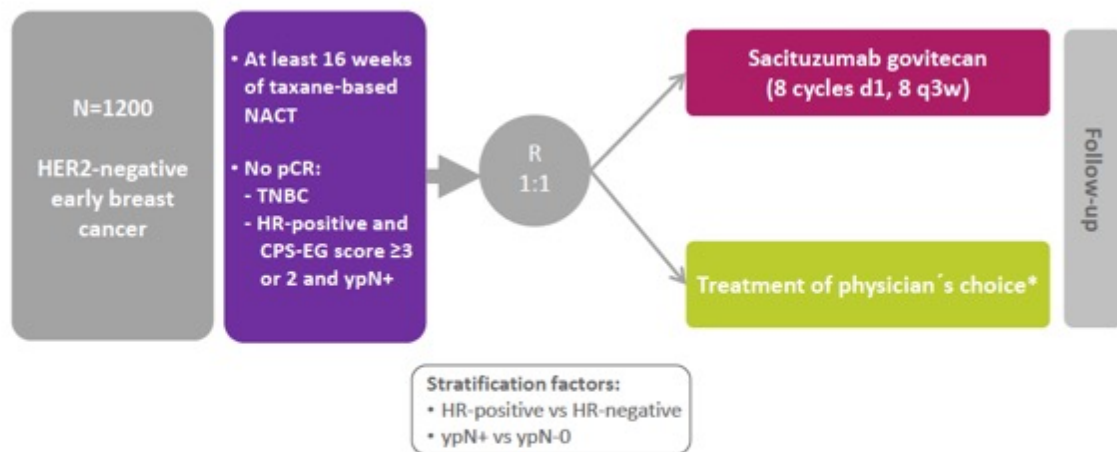 N=1200
HER2-negative
early breast
cancer
• At least 16 weeks
of taxane-based
NACT
• No pCR:
- TNBC
- HR-positive and
CPS-EG score ≥3
or 2 and ypN+
R
1:1
Sacituzumab govitecan
(8 cycles d1, 8 q3w)
Treatment of physician´s choice*
Follow-up
Stratification factors:
• HR-positive vs HR-negative
• ypN+ vs ypN-0